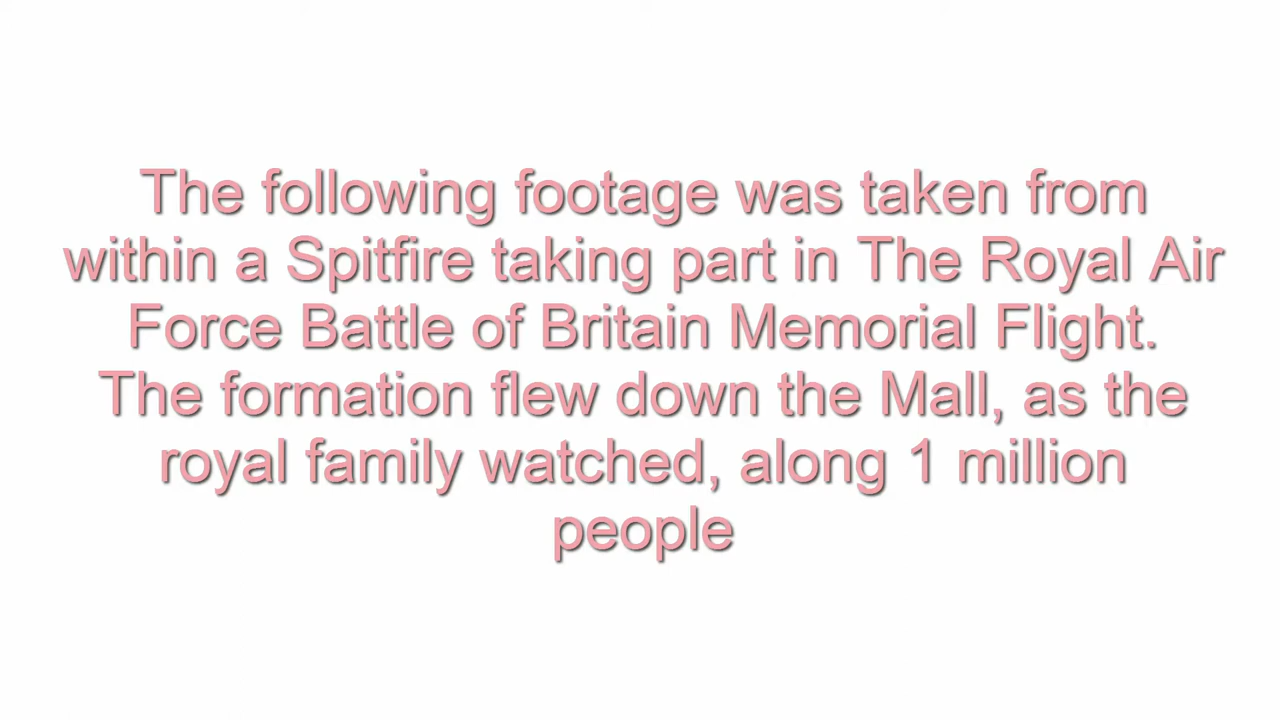 The following footage was taken from
within a Spitfire taking part in The Royal Air
Force Battle of Britain Memorial Flight.
The formation flew down the Mall, as the
royal family watched, along 1 million
people